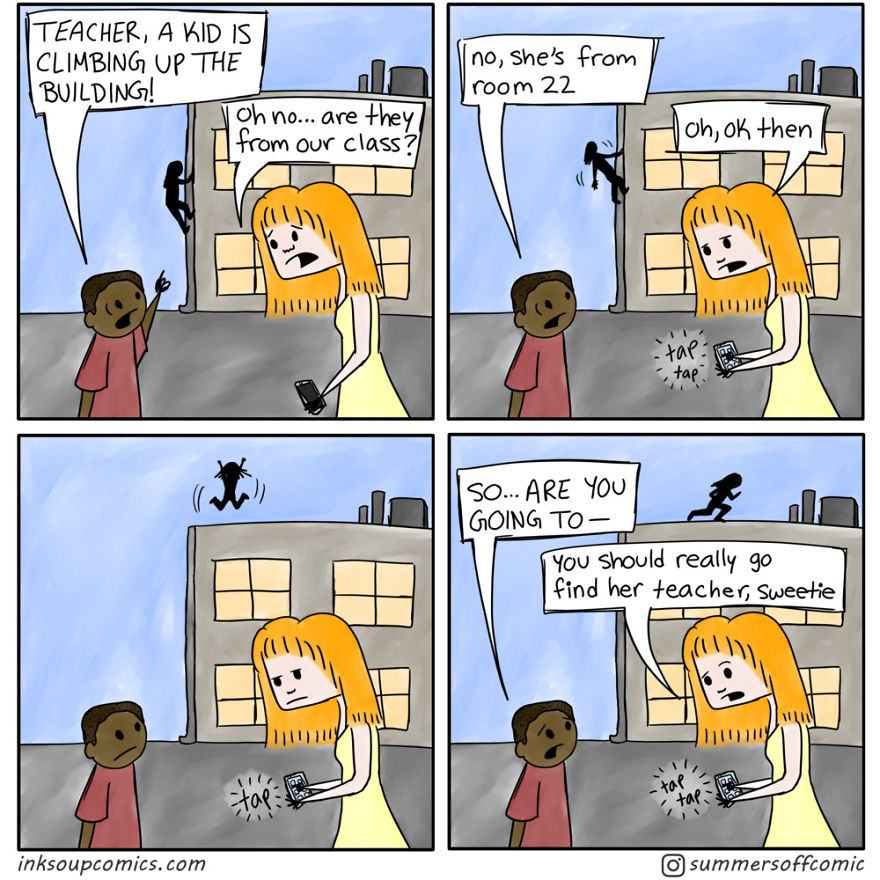 TEACHER, A KID IS
CLIMBING UP THE
BUILDING!
Oh no... are they
from our class?
no, she's from
room 22
Oh, ok then
tap
tap
tap
SO... ARE YOU
GOING TO —
You should really go
find her teacher, sweetie
tap
tap
inksoupcomics.com
summersoffcomic